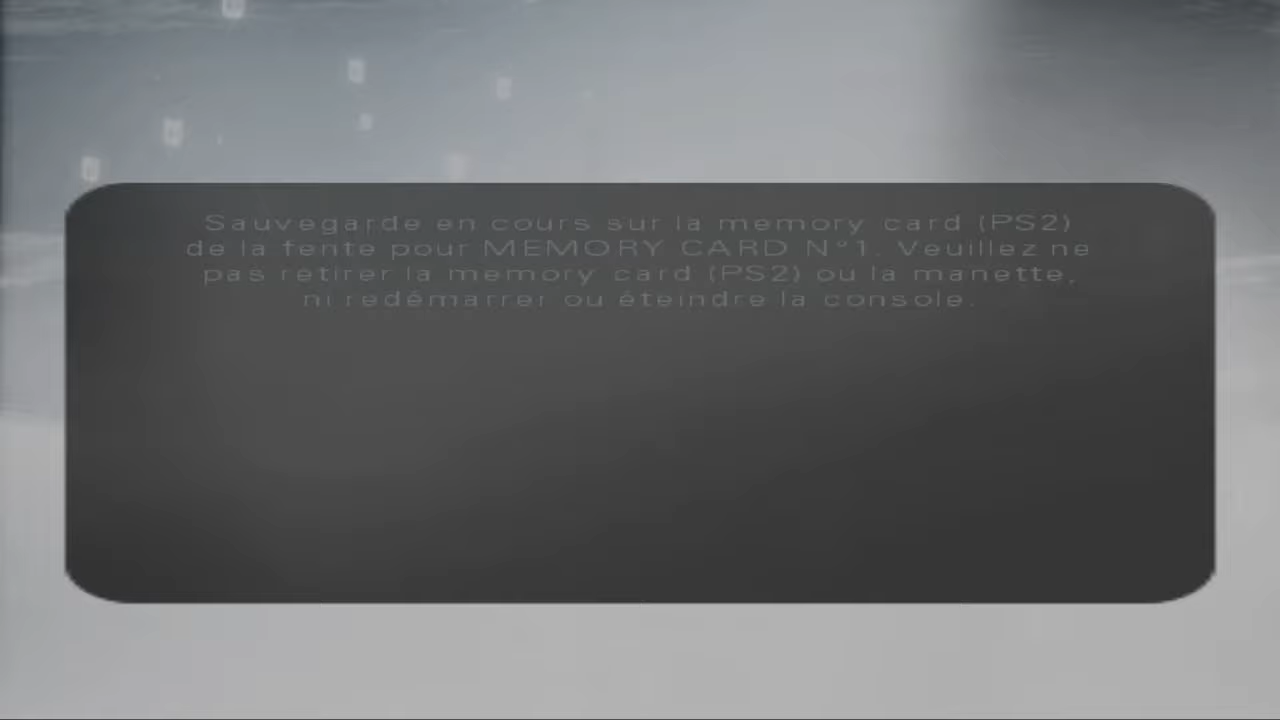 Sauvegarde en cours sur la memory card (PS2)
de la fente pour MEMORY CARD N°1. Veuillez ne
pas retirer la memory card (PS2) ou la manette,
ni redémarrer ou éteindre la console.